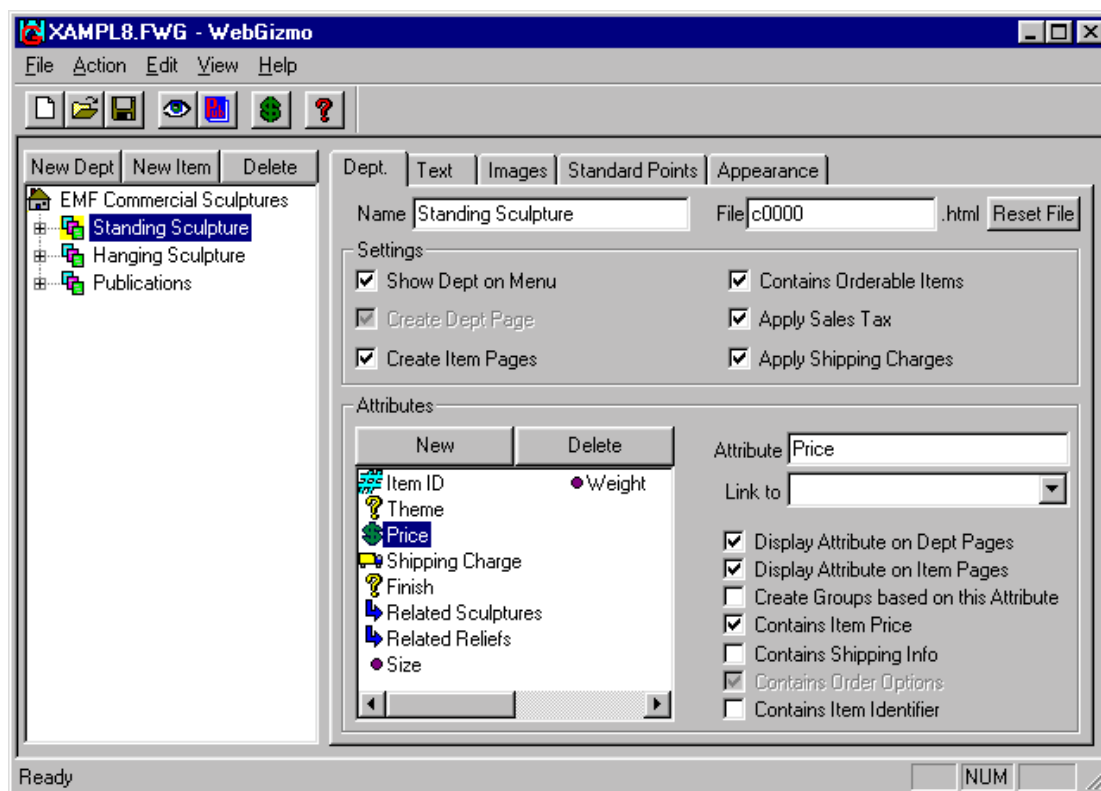 XAMPL8.FWG - WebGizmo
File Action Edit View Help
New Dept New Item Delete
EMF Commercial Sculptures
Standing Sculpture
Hanging Sculpture
Publications
Dept. Text Images Standard Points Appearance
Name Standing Sculpture File c0000 .html Reset File
Settings
Show Dept on Menu Contains Orderable Items
Create Dept Page Apply Sales Tax
Create Item Pages Apply Shipping Charges
Attributes
New Delete
Item ID Weight
Theme
Price
Shipping Charge
Finish
Related Sculptures
Related Reliefs
Size
Attribute Price
Link to
Display Attribute on Dept Pages
Display Attribute on Item Pages
Create Groups based on this Attribute
Contains Item Price
Contains Shipping Info
Contains Order Options
Contains Item Identifier
Ready NUM